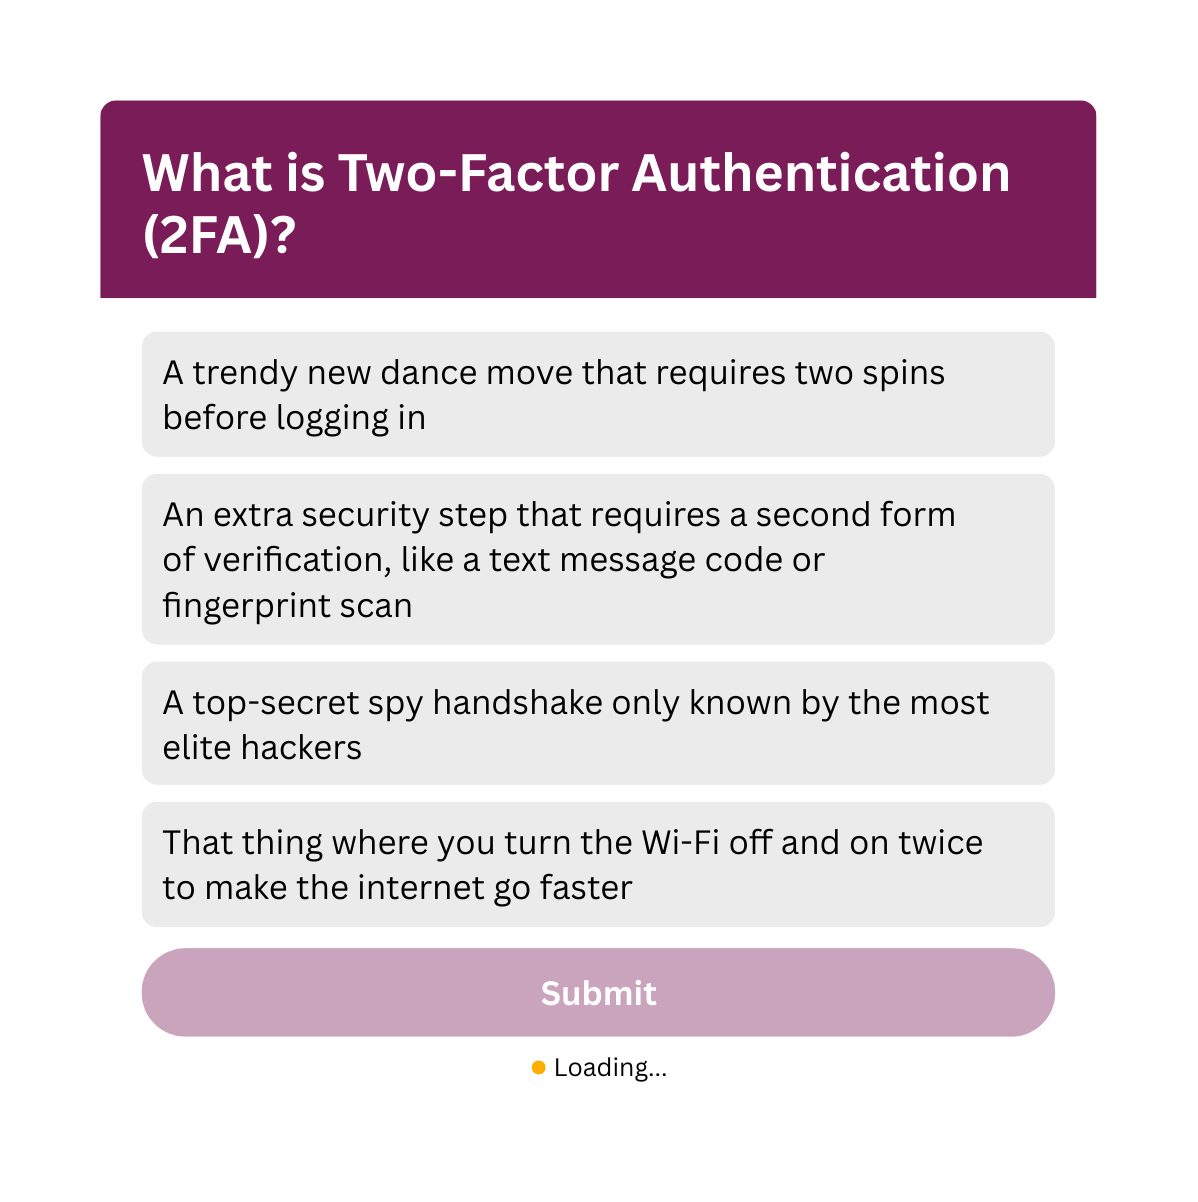 What is Two-Factor Authentication
(2FA)?
A trendy new dance move that requires two spins
before logging in
An extra security step that requires a second form
of verification, like a text message code or
fingerprint scan
A top-secret spy handshake only known by the most
elite hackers
That thing where you turn the Wi-Fi off and on twice
to make the internet go faster
Submit
Loading...